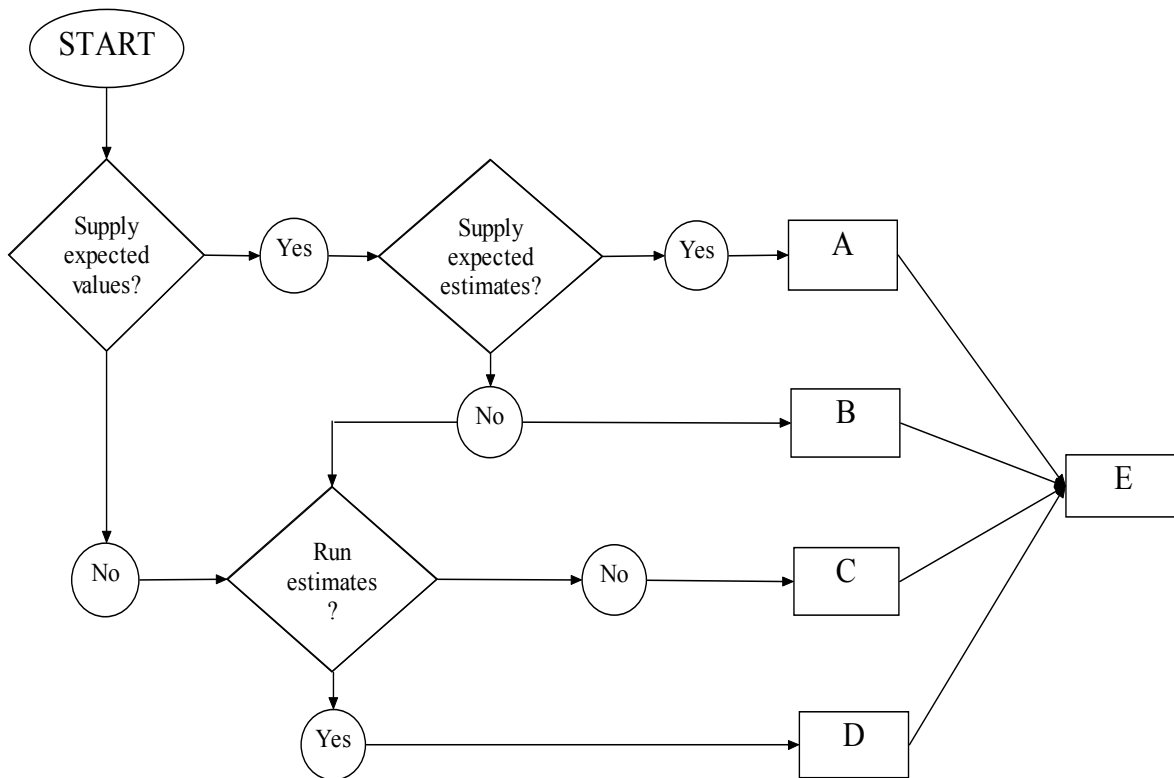 START
Supply
expected
values?
Yes
Supply
expected
estimates?
Yes
A
No
B
E
No
Run
estimates
?
No
C
Yes
D